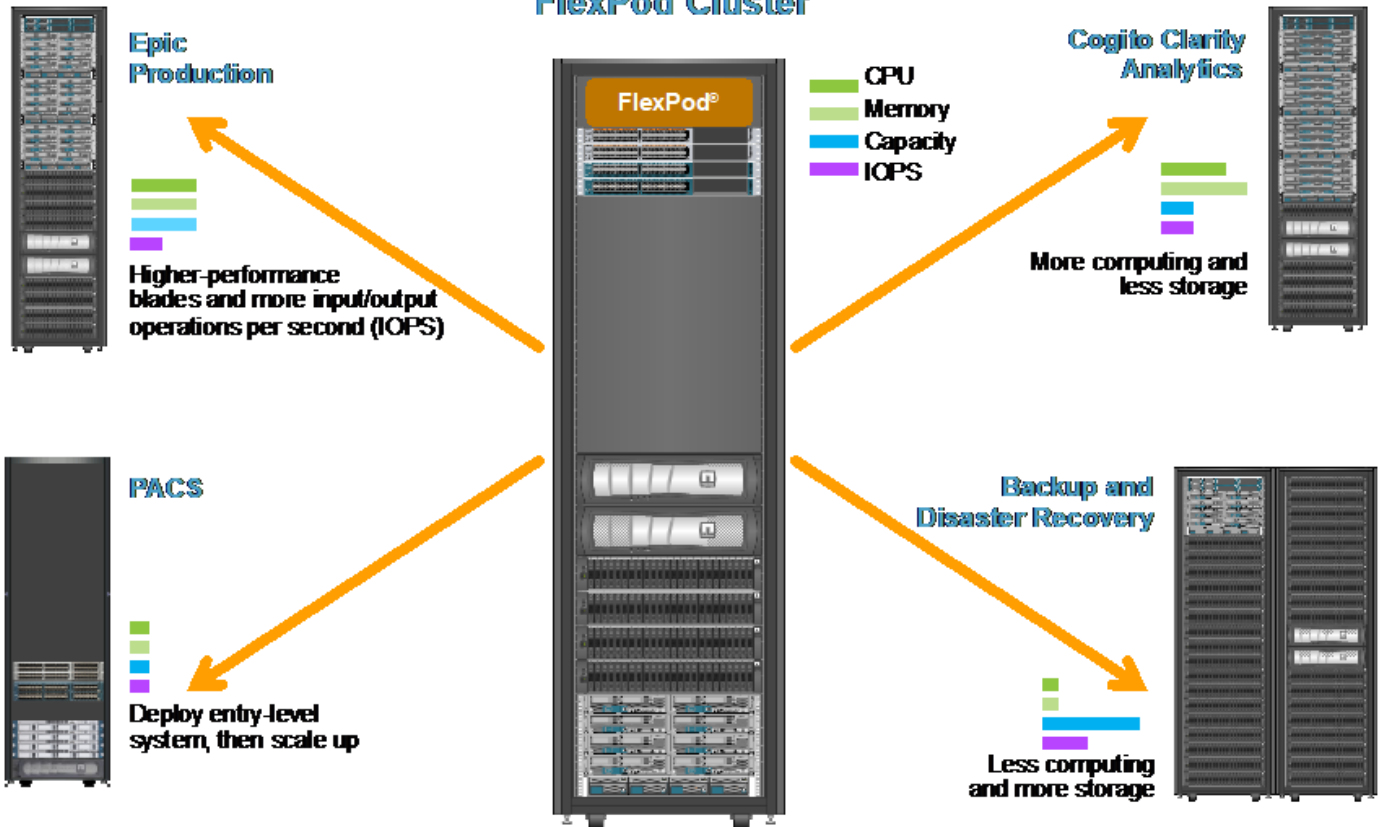 FlexPod Cluster
Epic
Production
Cogito Clarity
Analytics
FlexPod®
CPU
Memory
Capacity
IOPS
Higher-performance
blades and more input/output
operations per second (IOPS)
More computing and
less storage
PACS
Backup and
Disaster Recovery
Deploy entry-level
system, then scale up
Less computing
and more storage